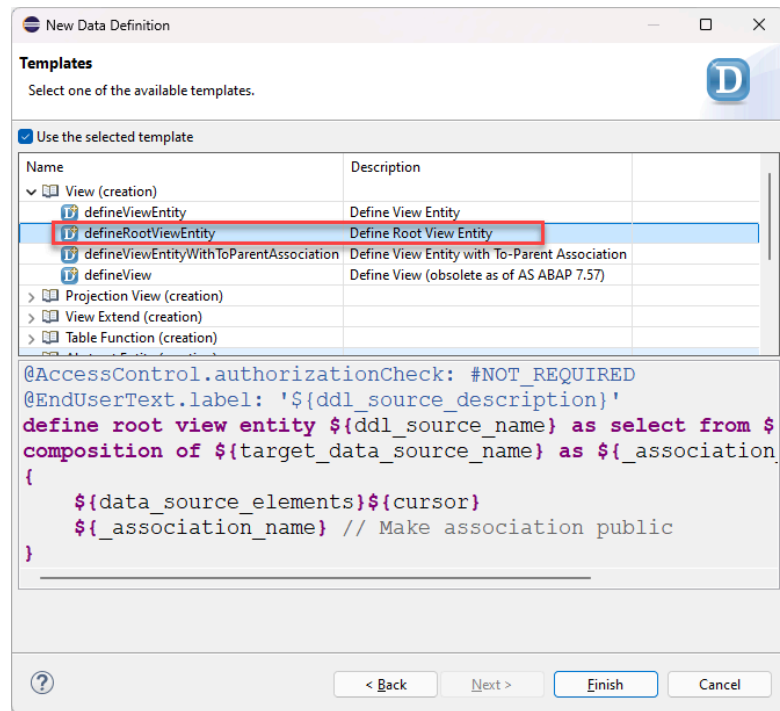 New Data Definition
Templates
Select one of the available templates.
D
Use the selected template
Name Description
View (creation)
defineViewEntity Define View Entity
defineRootViewEntity Define Root View Entity
defineViewEntityWithToParentAssociation Define View Entity with To-Parent Association
defineView Define View (obsolete as of AS ABAP 7.57)
Projection View (creation)
View Extend (creation)
Table Function (creation)
@AccessControl.authorizationCheck: #NOT_REQUIRED
@EndUserText.label: '${ddl_source_description}'
define root view entity ${ddl_source_name} as select from $
composition of ${target_data_source_name} as ${_association_
{
${data_source_elements}${cursor}
${_association_name} // Make association public
}
?
< Back Next > Finish Cancel